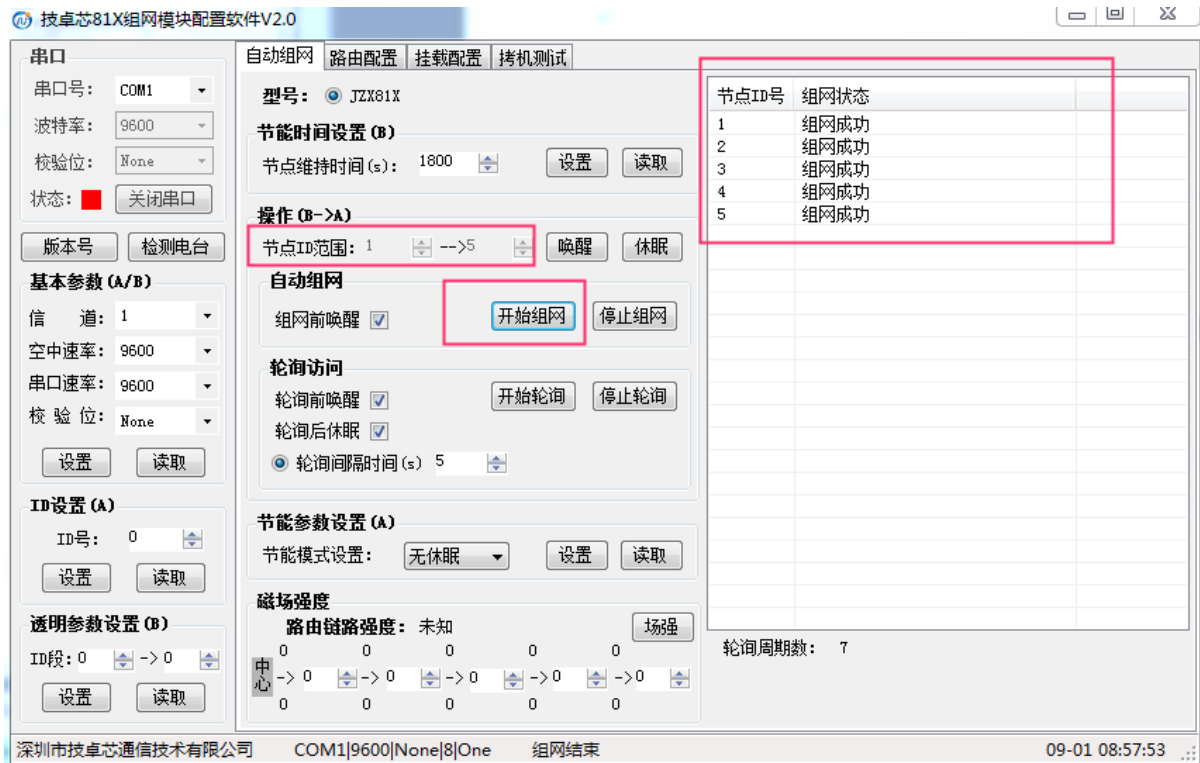 技卓芯81X组网模块配置软件V2.0
串口
串口号: COM1
波特率: 9600
校验位: None
状态: 关闭串口
版本号 检测电台
基本参数(A/B)
信 道: 1
空中速率: 9600
串口速率: 9600
校 验 位: None
设置 读取
ID设置(A)
ID号: 0
设置 读取
透明参数设置(B)
ID段: 0 -> 0
设置 读取
自动组网 路由配置 挂载配置 拷机测试
型号: JZX81X
节能时间设置(B)
节点维持时间(s): 1800 设置 读取
操作(B->A)
节点ID范围: 1 -->5 唤醒 休眠
自动组网
组网前唤醒 开始组网 停止组网
轮询访问
轮询前唤醒 开始轮询 停止轮询
轮询后休眠
轮询间隔时间(s) 5
节能参数设置(A)
节能模式设置: 无休眠 设置 读取
磁场强度
路由链路强度: 未知 场强
0 0 0 0 0
中心 -> 0 -> 0 -> 0 -> 0 ->0
0 0 0 0 0
节点ID号 组网状态
1 组网成功
2 组网成功
3 组网成功
4 组网成功
5 组网成功
轮询周期数: 7
深圳市技卓芯通信技术有限公司 COM1|9600|None|8|One 组网结束 09-01 08:57:53